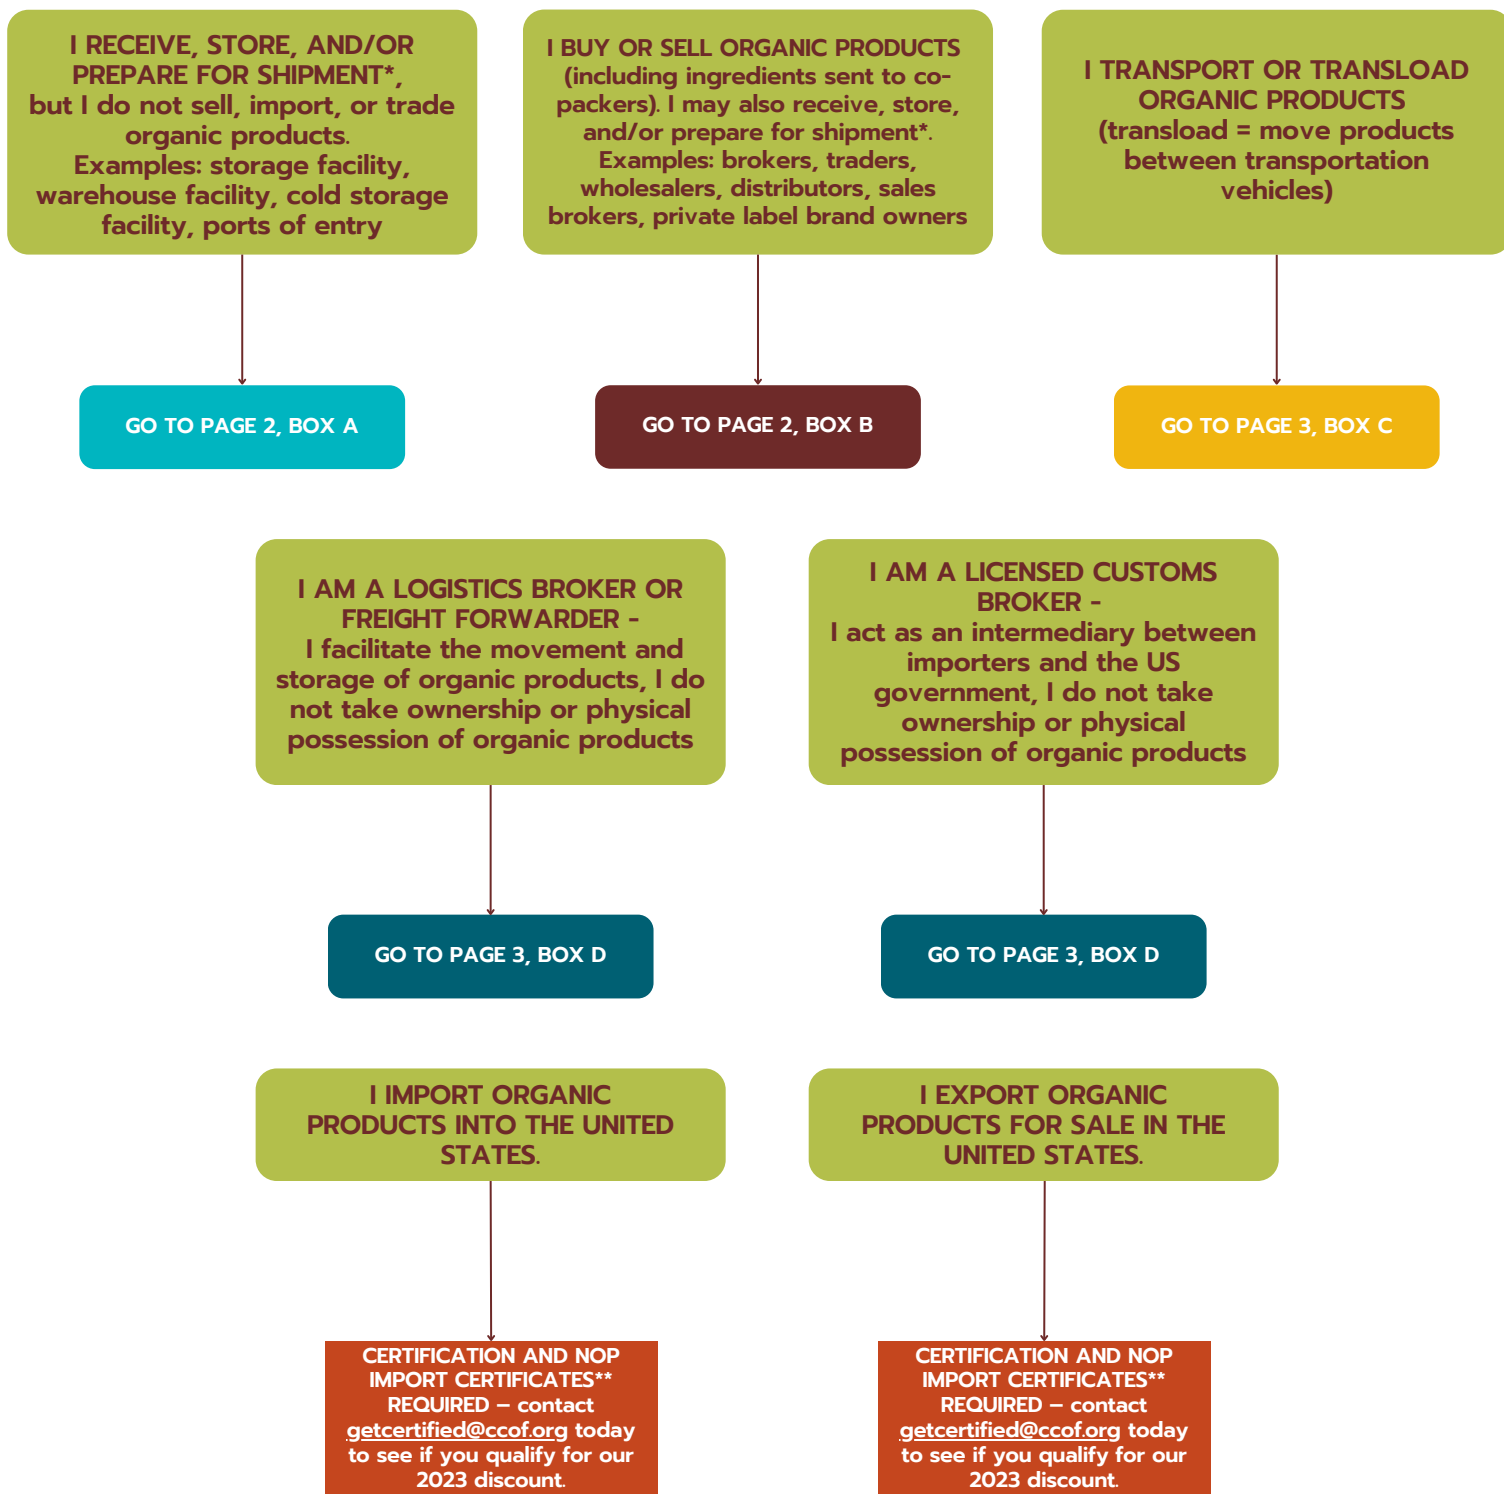 I RECEIVE, STORE, AND/OR
PREPARE FOR SHIPMENT*,
but I do not sell, import, or trade
organic products.
Examples: storage facility,
warehouse facility, cold storage
facility, ports of entry
I BUY OR SELL ORGANIC PRODUCTS
(including ingredients sent to co-
packers). I may also receive, store,
and/or prepare for shipment*.
Examples: brokers, traders,
wholesalers, distributors, sales
brokers, private label brand owners
I TRANSPORT OR TRANSLOAD
ORGANIC PRODUCTS
(transload = move products
between transportation
vehicles)
GO TO PAGE 2, BOX A
GO TO PAGE 2, BOX B
GO TO PAGE 3, BOX C
I AM A LOGISTICS BROKER OR
FREIGHT FORWARDER -
I facilitate the movement and
storage of organic products, I do
not take ownership or physical
possession of organic products
I AM A LICENSED CUSTOMS
BROKER -
I act as an intermediary between
importers and the US
government, I do not take
ownership or physical
possession of organic products
GO TO PAGE 3, BOX D
GO TO PAGE 3, BOX D
I IMPORT ORGANIC
PRODUCTS INTO THE UNITED
STATES.
I EXPORT ORGANIC
PRODUCTS FOR SALE IN THE
UNITED STATES.
CERTIFICATION AND NOP
IMPORT CERTIFICATES**
REQUIRED – contact
getcertified@ccof.org today
to see if you qualify for our
2023 discount.
CERTIFICATION AND NOP
IMPORT CERTIFICATES**
REQUIRED – contact
getcertified@ccof.org today
to see if you qualify for our
2023 discount.